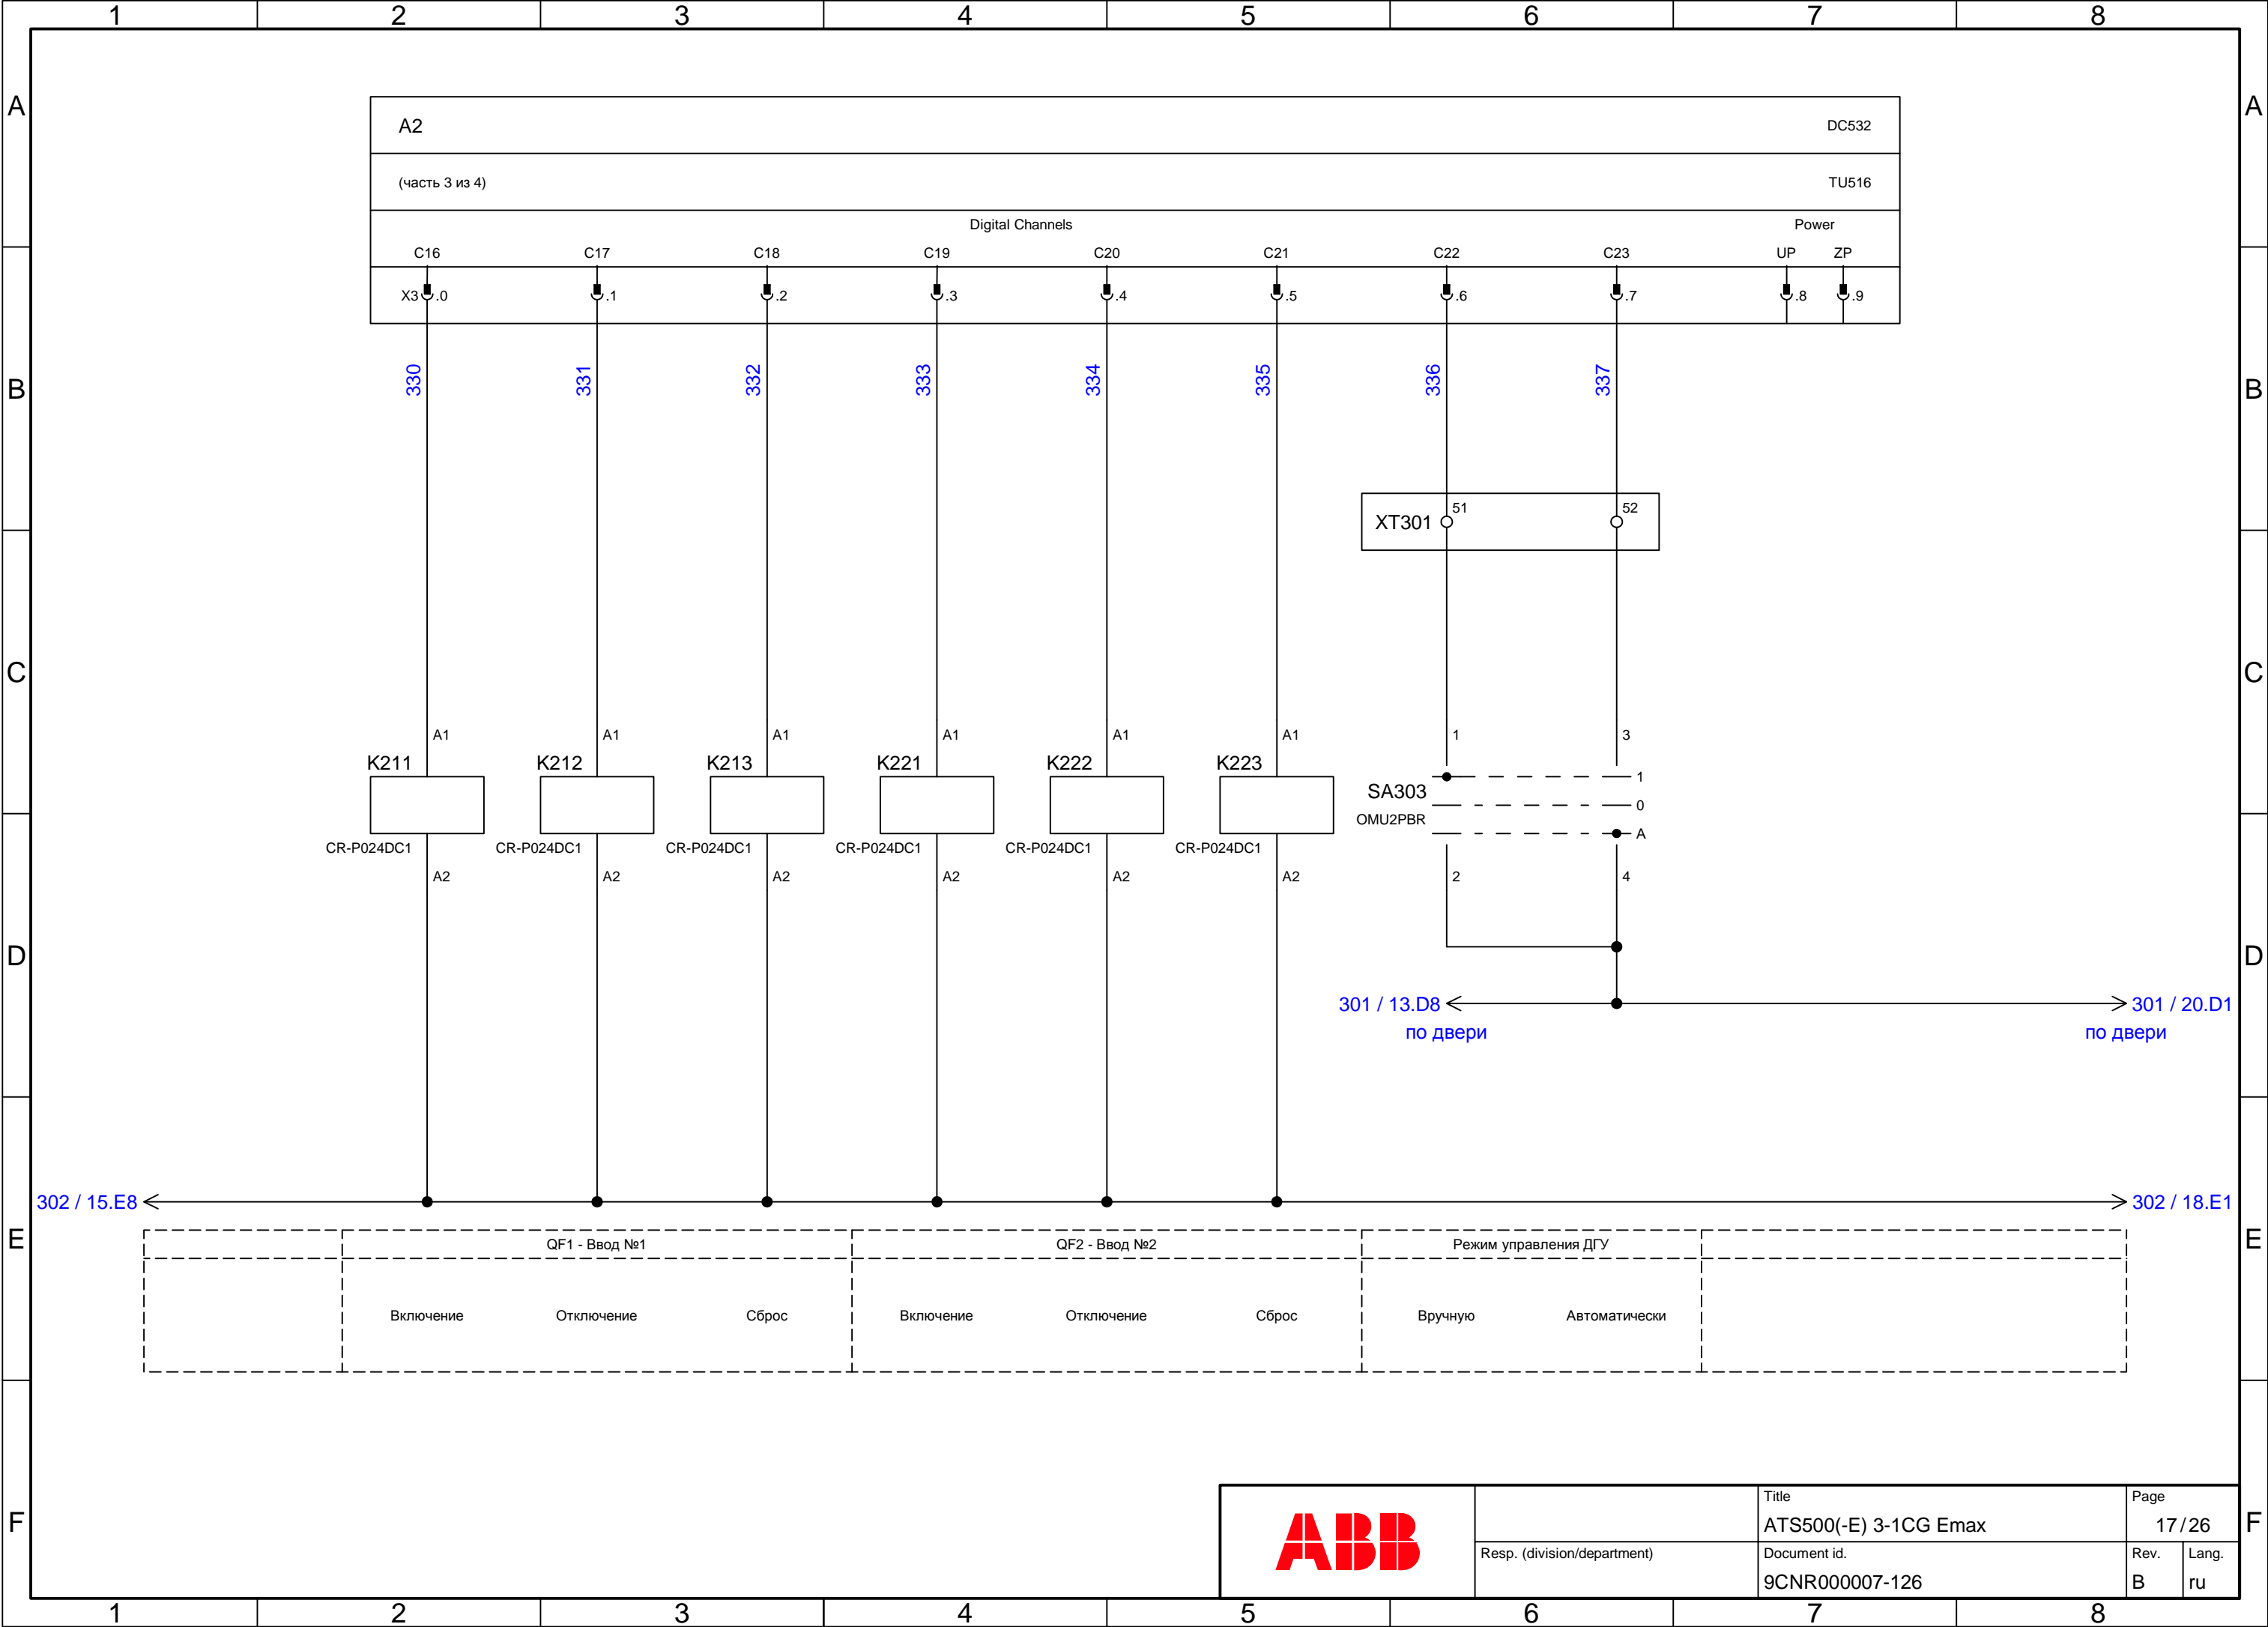 1 2 3 4 5 6 7 8
A A
A2 DC532
(часть 3 из 4) TU516
Digital Channels Power
C16 C17 C18 C19 C20 C21 C22 C23 UP ZP
X3 .0 .1 .2 .3 .4 .5 .6 .7 .8 .9
330 331 332 333 334 335 336 337
B B
51 52
XT301
C C
A1 A1 A1 A1 A1 A1 1 3
K211 K212 K213 K221 K222 K223
1
SA303
0
OMU2PBR
A
CR-P024DC1 CR-P024DC1 CR-P024DC1 CR-P024DC1 CR-P024DC1 CR-P024DC1
A2 A2 A2 A2 A2 A2 2 4
D D
301 / 13.D8 301 / 20.D1
по двери по двери
302 / 15.E8 302 / 18.E1
E E
QF1 - Ввод №1 QF2 - Ввод №2 Режим управления ДГУ
Включение Отключение Сброс Включение Отключение Сброс Вручную Автоматически
F F
ABB
Title
ATS500(-E) 3-1CG Emax
Page
17/26
Resp. (division/department)
Document id.
9CNR000007-126
Rev. Lang.
B ru
1 2 3 4 5 6 7 8